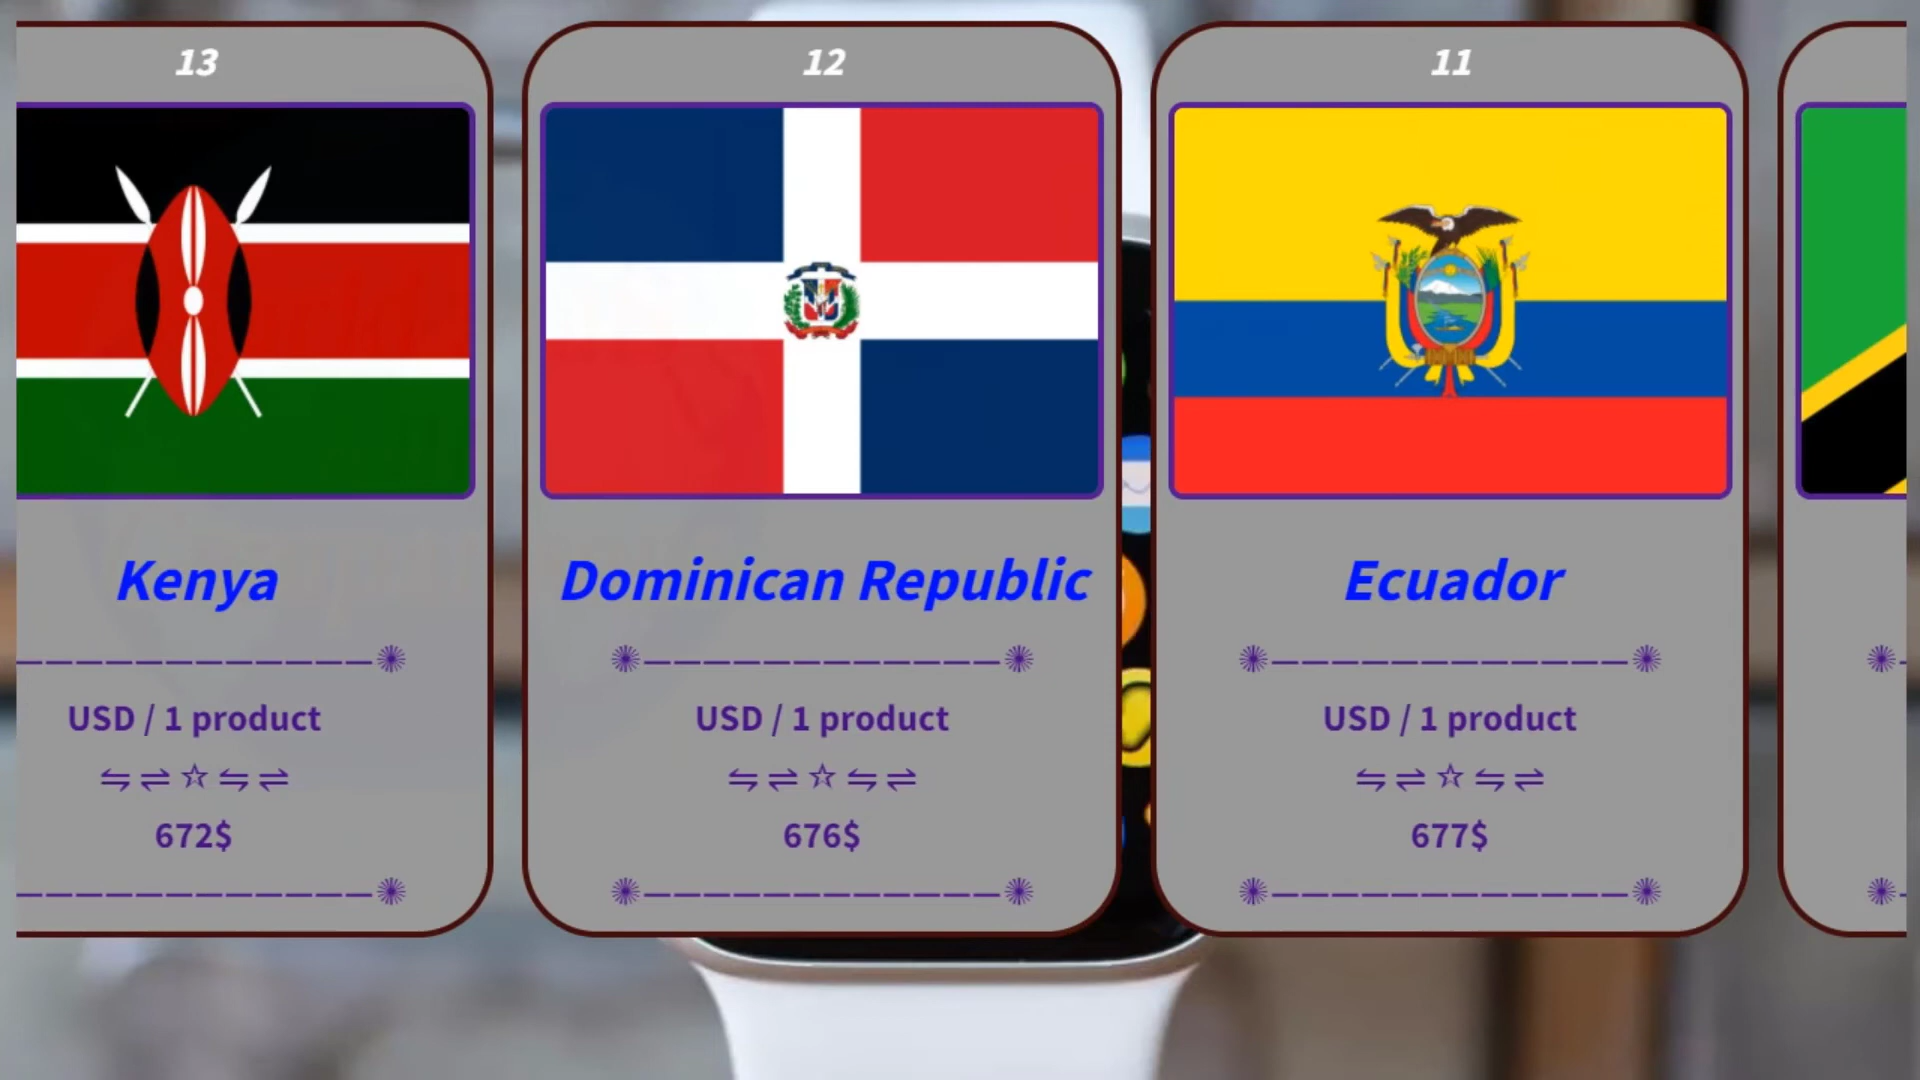 13
Kenya
USD / 1 product
⇋ ⇌ ☆ ⇋ ⇌
672$
12
Dominican Republic
USD / 1 product
⇋ ⇌ ☆ ⇋ ⇌
676$
11
Ecuador
USD / 1 product
⇋ ⇌ ☆ ⇋ ⇌
677$